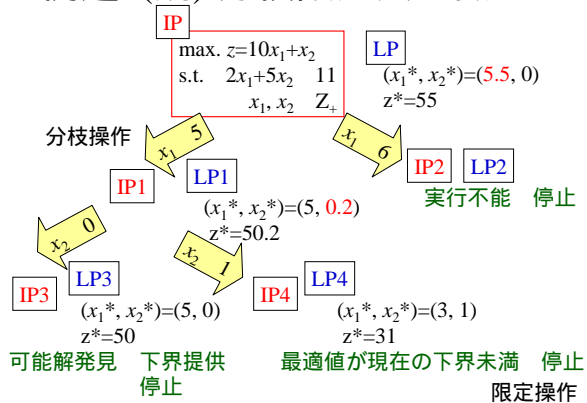 IP
max. z=10x₁+x₂
s.t. 2x₁+5x₂ 11
x₁, x₂ Z₊
LP
(x₁*, x₂*)=(5.5, 0)
z*=55
分枝操作
x₁ 5
x₁ 6
IP1
LP1
(x₁*, x₂*)=(5, 0.2)
z*=50.2
IP2
LP2
実行不能 停止
x₂ 0
x₂ 1
IP3
LP3
(x₁*, x₂*)=(5, 0)
z*=50
可能解発見 下界提供
停止
IP4
LP4
(x₁*, x₂*)=(3, 1)
z*=31
最適値が現在の下界未満 停止
限定操作